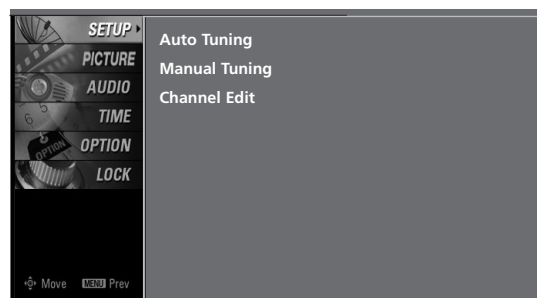 SETUP
PICTURE
AUDIO
TIME
OPTION
LOCK
Auto Tuning
Manual Tuning
Channel Edit
Move MENU Prev